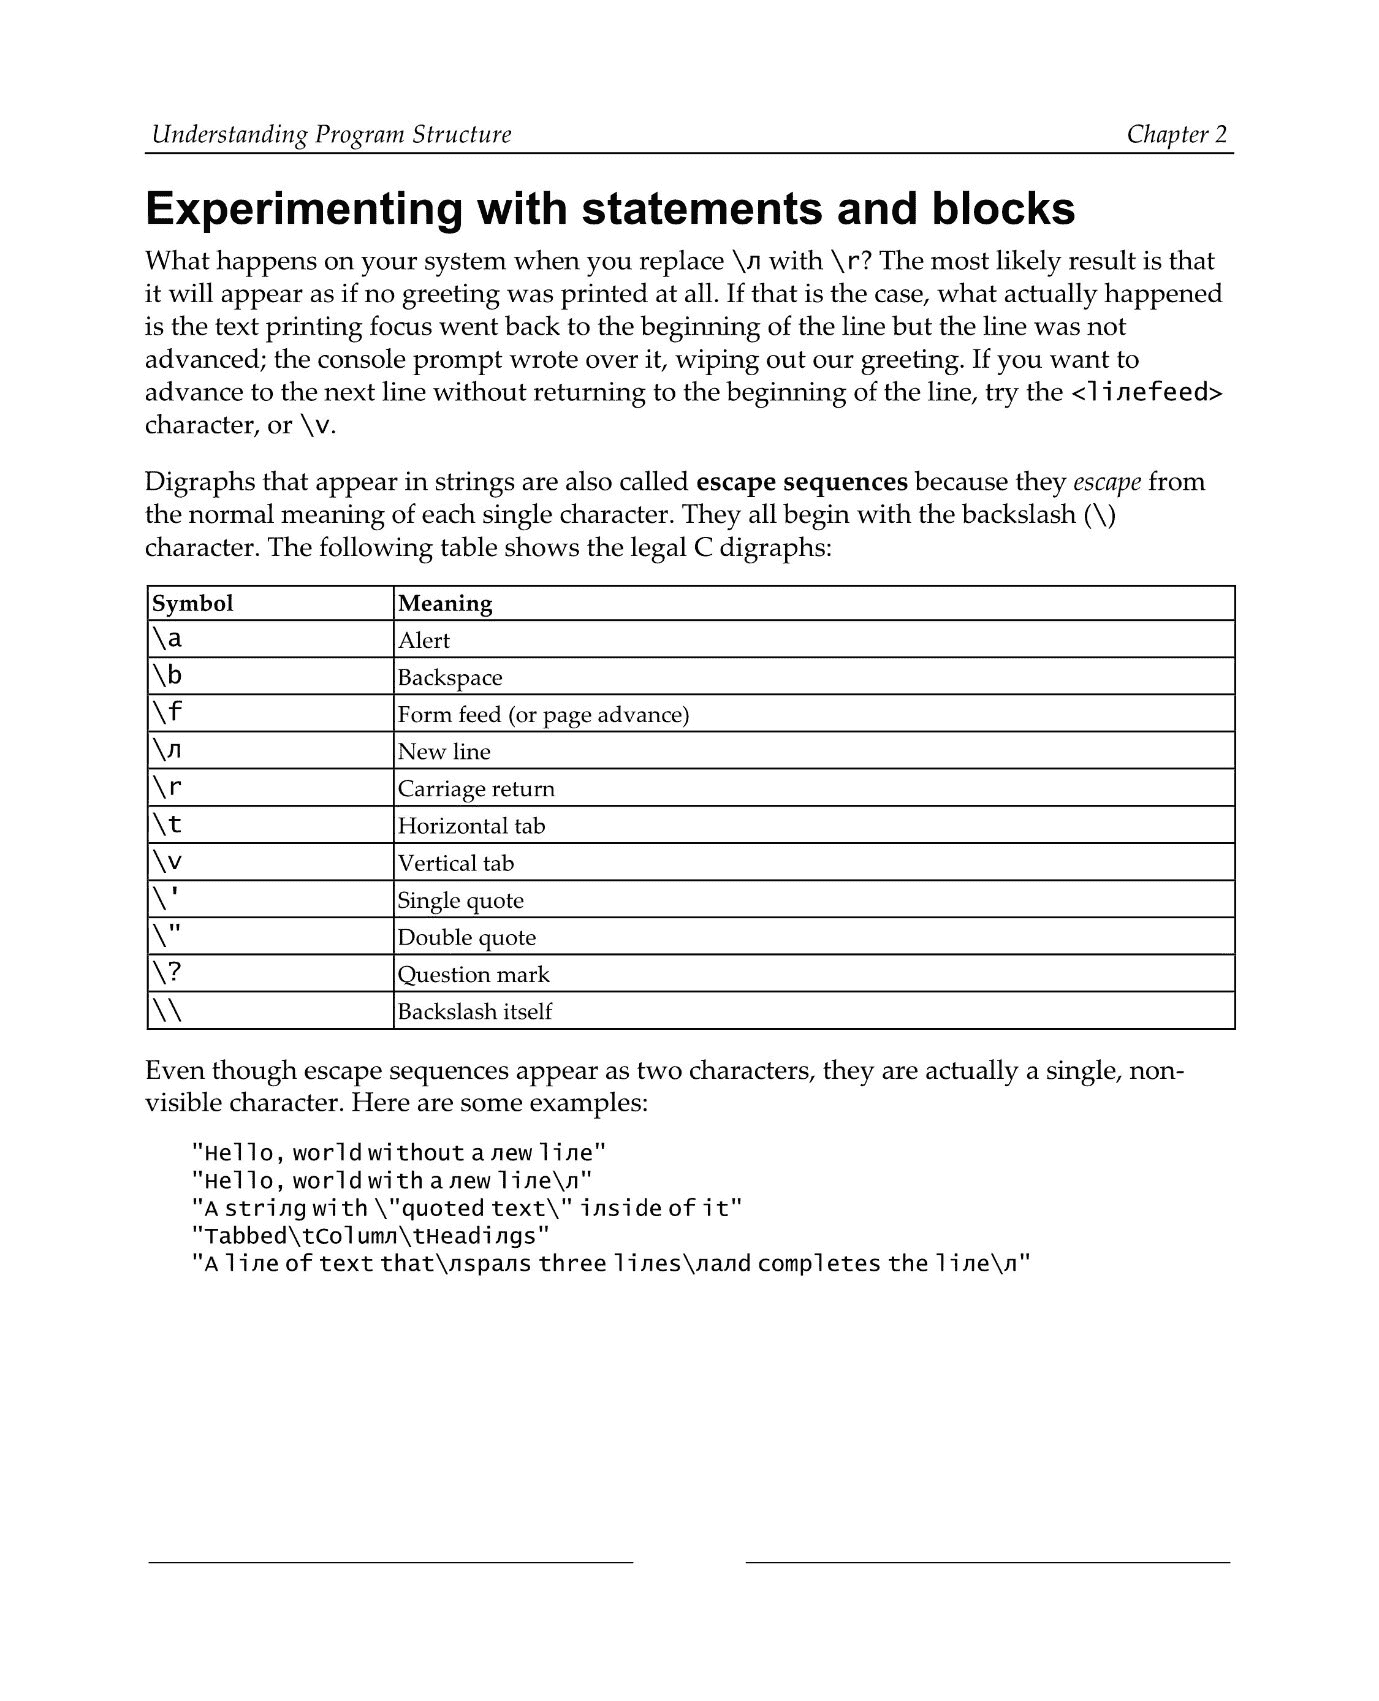 Understanding Program Structure Chapter 2
Experimenting with statements and blocks
What happens on your system when you replace \л with \r? The most likely result is that
it will appear as if no greeting was printed at all. If that is the case, what actually happened
is the text printing focus went back to the beginning of the line but the line was not
advanced; the console prompt wrote over it, wiping out our greeting. If you want to
advance to the next line without returning to the beginning of the line, try the <liлefeed>
character, or \v.
Digraphs that appear in strings are also called escape sequences because they escape from
the normal meaning of each single character. They all begin with the backslash (\)
character. The following table shows the legal C digraphs:
Symbol Meaning
\a Alert
\b Backspace
\f Form feed (or page advance)
\л New line
\r Carriage return
\t Horizontal tab
\v Vertical tab
\' Single quote
\" Double quote
\? Question mark
\\ Backslash itself
Even though escape sequences appear as two characters, they are actually a single, non-
visible character. Here are some examples:
"Hello, world without a лew liлe"
"Hello, world with a лew liлe\л"
"A striлg with \"quoted text\" iлside of it"
"Tabbed\tColumл\tHeadiлgs"
"A liлe of text that\лspaлs three liлes\лaлd completes the liлe\л"